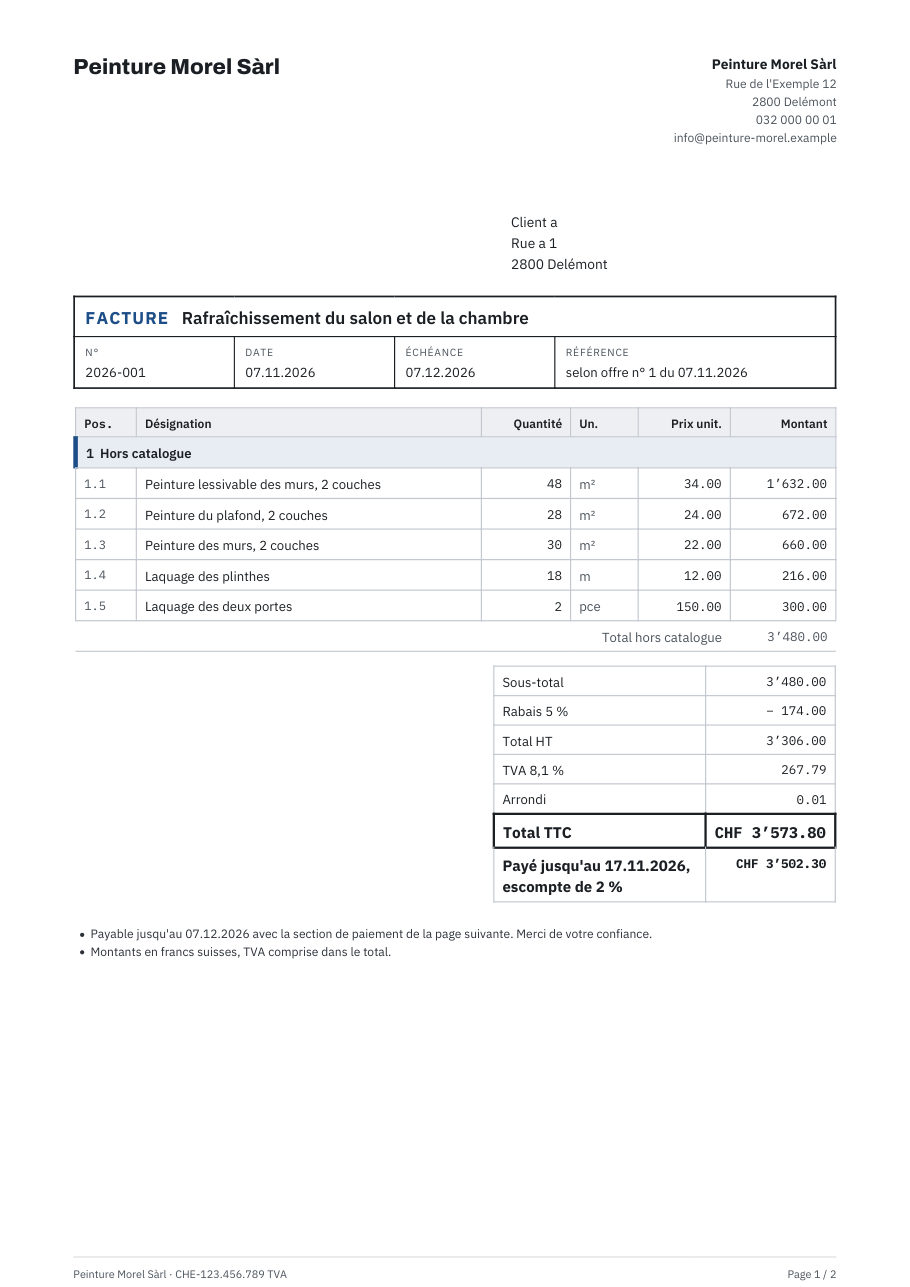 Peinture Morel Sàrl
Peinture Morel Sàrl
Rue de l'Exemple 12
2800 Delémont
032 000 00 01
info@peinture-morel.example
Client a
Rue a 1
2800 Delémont
FACTURE Rafraîchissement du salon et de la chambre
N° DATE ÉCHÉANCE RÉFÉRENCE
2026-001 07.11.2026 07.12.2026 selon offre n° 1 du 07.11.2026
Pos. Désignation Quantité Un. Prix unit. Montant
1 Hors catalogue
1.1 Peinture lessivable des murs, 2 couches 48 m² 34.00 1’632.00
1.2 Peinture du plafond, 2 couches 28 m² 24.00 672.00
1.3 Peinture des murs, 2 couches 30 m² 22.00 660.00
1.4 Laquage des plinthes 18 m 12.00 216.00
1.5 Laquage des deux portes 2 pce 150.00 300.00
Total hors catalogue 3’480.00
Sous-total 3’480.00
Rabais 5 % − 174.00
Total HT 3’306.00
TVA 8,1 % 267.79
Arrondi 0.01
Total TTC CHF 3’573.80
Payé jusqu'au 17.11.2026, CHF 3’502.30
escompte de 2 %
• Payable jusqu'au 07.12.2026 avec la section de paiement de la page suivante. Merci de votre confiance.
• Montants en francs suisses, TVA comprise dans le total.
Peinture Morel Sàrl · CHE-123.456.789 TVA Page 1 / 2